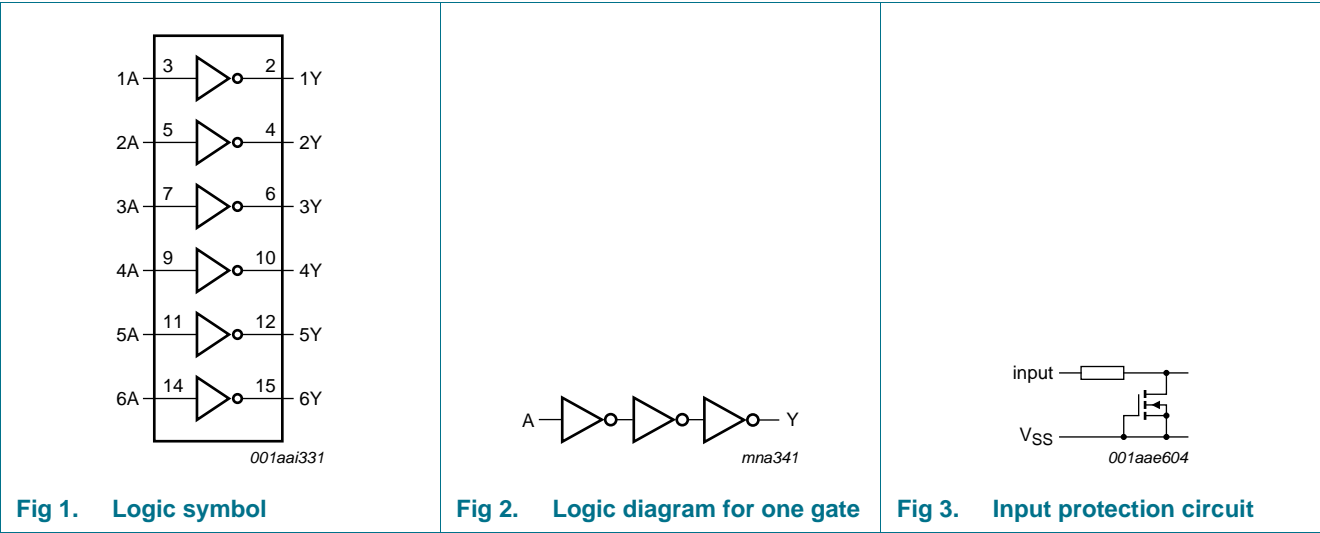 1A 3 2 1Y
2A 5 4 2Y
3A 7 6 3Y
4A 9 10 4Y
5A 11 12 5Y
6A 14 15 6Y
001aai331
Fig 1. Logic symbol
A Y
mna341
Fig 2. Logic diagram for one gate
input
VSS
001aae604
Fig 3. Input protection circuit